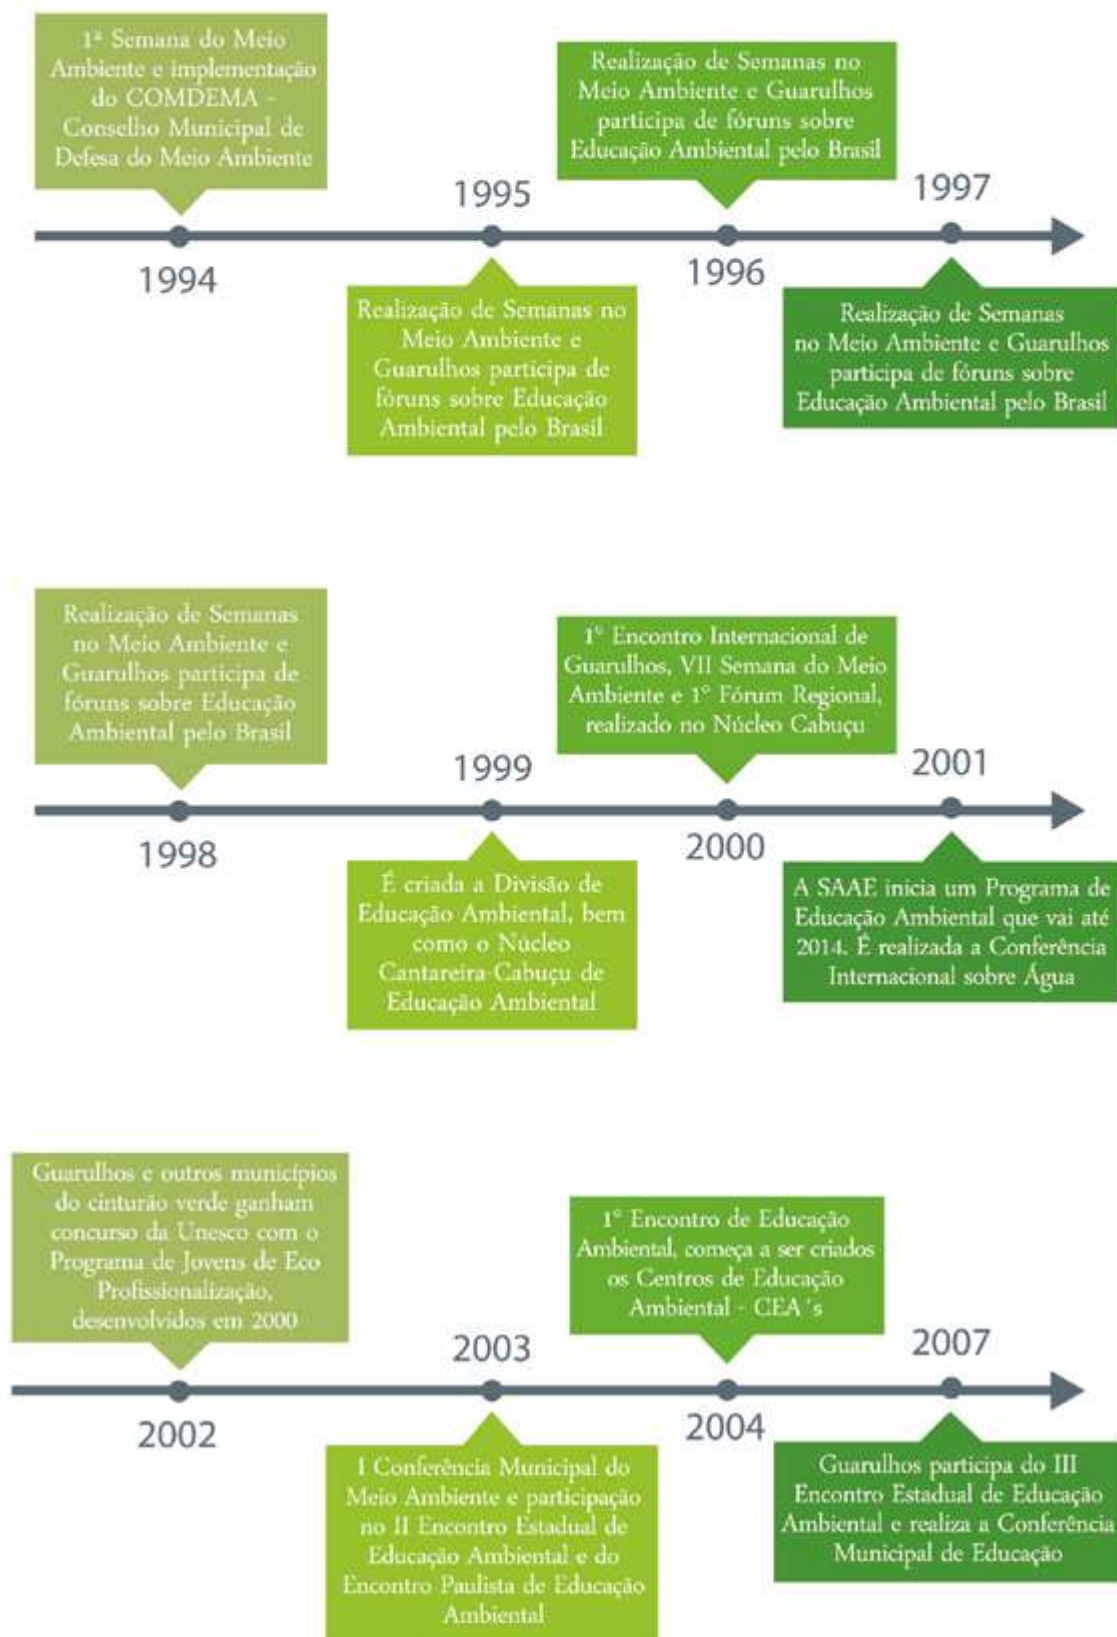 1ª Semana do Meio
Ambiente e implementação
do COMDEMA -
Conselho Municipal de
Defesa do Meio Ambiente
1994
1995
Realização de Semanas no
Meio Ambiente e
Guarulhos participa de
fóruns sobre Educação
Ambiental pelo Brasil
Realização de Semanas no
Meio Ambiente e Guarulhos
participa de fóruns sobre
Educação Ambiental pelo Brasil
1996
1997
Realização de Semanas
no Meio Ambiente e Guarulhos
participa de fóruns sobre
Educação Ambiental pelo Brasil
Realização de Semanas
no Meio Ambiente e
Guarulhos participa de
fóruns sobre Educação
Ambiental pelo Brasil
1998
1999
É criada a Divisão de
Educação Ambiental, bem
como o Núcleo
Cantareira-Cabuçu de
Educação Ambiental
1º Encontro Internacional de
Guarulhos, VII Semana do Meio
Ambiente e 1º Fórum Regional,
realizado no Núcleo Cabuçu
2000
2001
A SAAE inicia um Programa de
Educação Ambiental que vai até
2014. É realizada a Conferência
Internacional sobre Água
Guarulhos e outros municípios
do cinturão verde ganham
concurso da Unesco com o
Programa de Jovens de Eco
Profissionalização,
desenvolvidos em 2000
2002
2003
I Conferência Municipal do
Meio Ambiente e participação
no II Encontro Estadual de
Educação Ambiental e do
Encontro Paulista de Educação
Ambiental
1º Encontro de Educação
Ambiental, começa a ser criados
os Centros de Educação
Ambiental - CEA´s
2004
2007
Guarulhos participa do III
Encontro Estadual de Educação
Ambiental e realiza a Conferência
Municipal de Educação